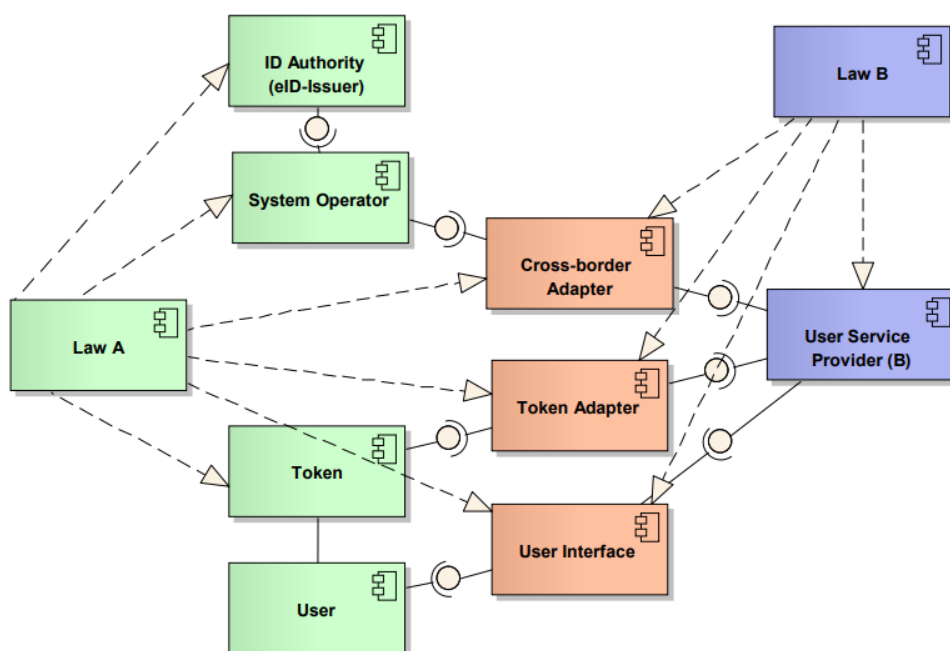 ID Authority
(eID-Issuer)
Law B
System Operator
Cross-border
Adapter
Law A
User Service
Provider (B)
Token Adapter
Token
User Interface
User